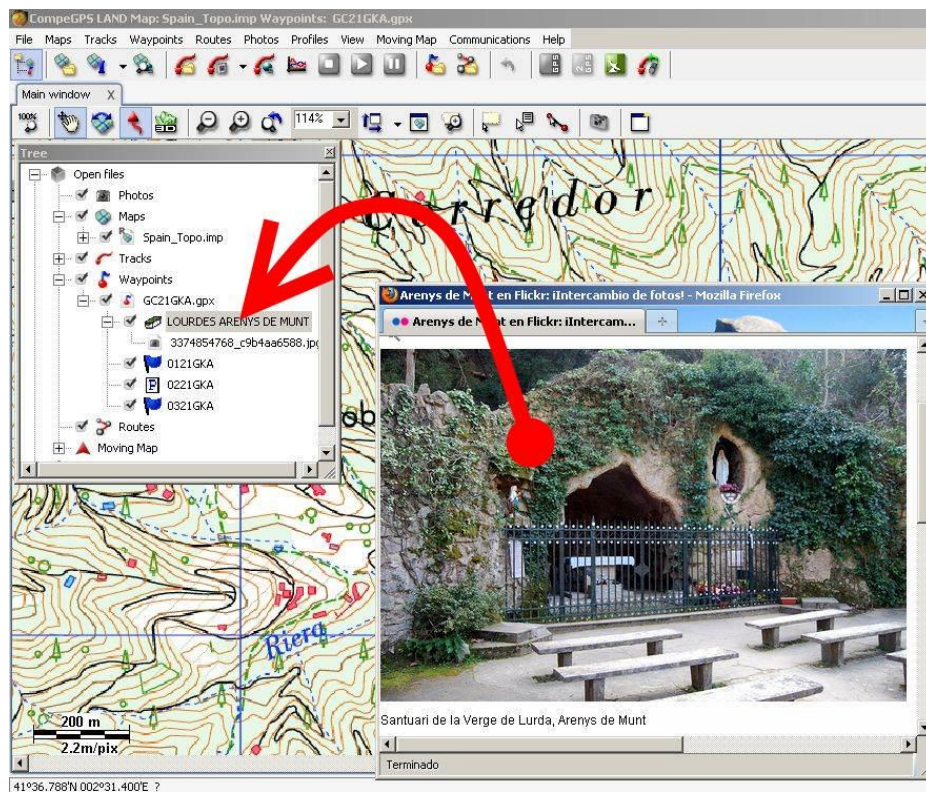 CompeGPS LAND Map: Spain_Topo.imp Waypoints: GC21GKA.gpx
File Maps Tracks Waypoints Routes Photos Profiles View Moving Map Communications Help
Main window X
100%
114%
Tree
Open files
Photos
Maps
Spain_Topo.imp
Tracks
Waypoints
GC21GKA.gpx
LOURDES ARENYS DE MUNT
3374854768_c9b4aa6588.jpg
0121GKA
P 0221GKA
0321GKA
Routes
Moving Map
Corredor
Riera
200 m
2.2m/pix
Arenys de Munt en Flickr: ¡Intercambio de fotos! - Mozilla Firefox
Arenys de Munt en Flickr: ¡Intercam...
Santuari de la Verge de Lurda, Arenys de Munt
Terminado
41º36.788'N 002º31.400'E ?